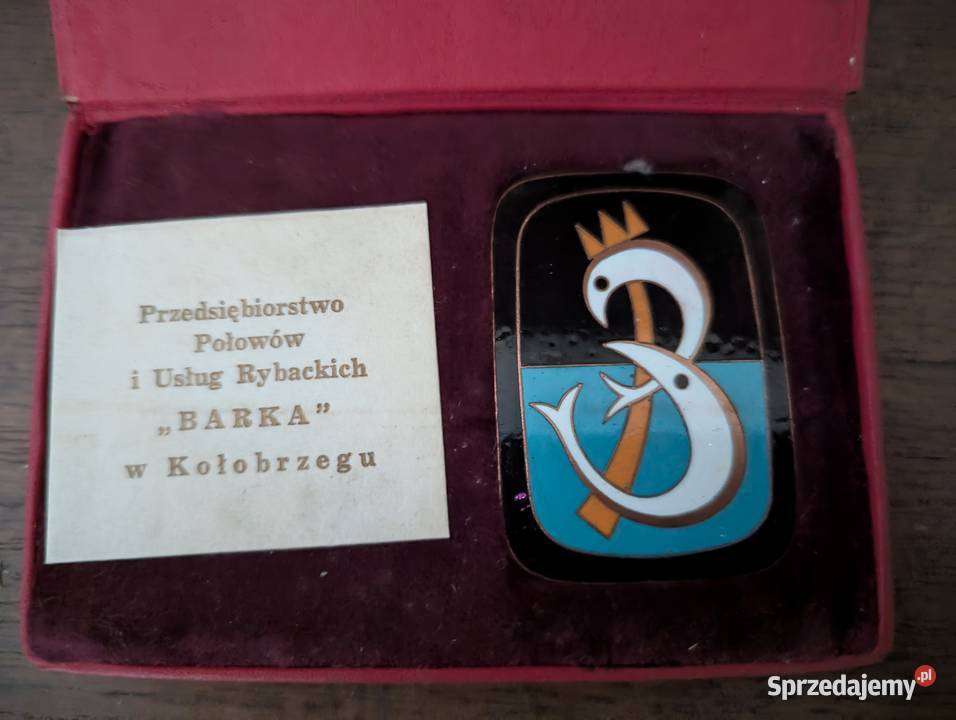 Przedsiębiorstwo
Połowów
i Usług Rybackich
„BARKA”
w Kołobrzegu
Sprzedajemy.pl